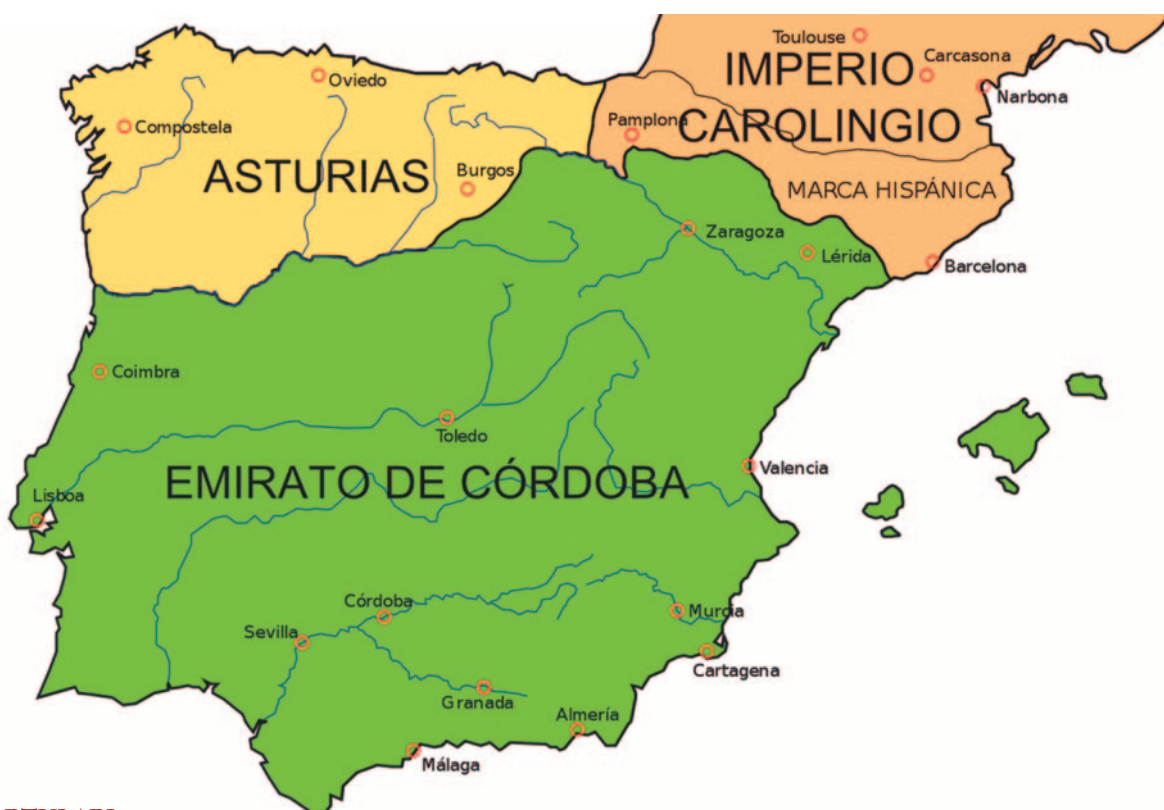 Toulouse
IMPERIO
Carcasona
Oviedo
Narbona
Compostela
Pamplona
CAROLINGIO
ASTURIAS
Burgos
MARCA HISPÁNICA
Zaragoza
Lérida
Barcelona
Coimbra
Toledo
EMIRATO DE CÓRDOBA
Valencia
Lisboa
Córdoba
Murcia
Sevilla
Cartagena
Granada
Almería
Málaga